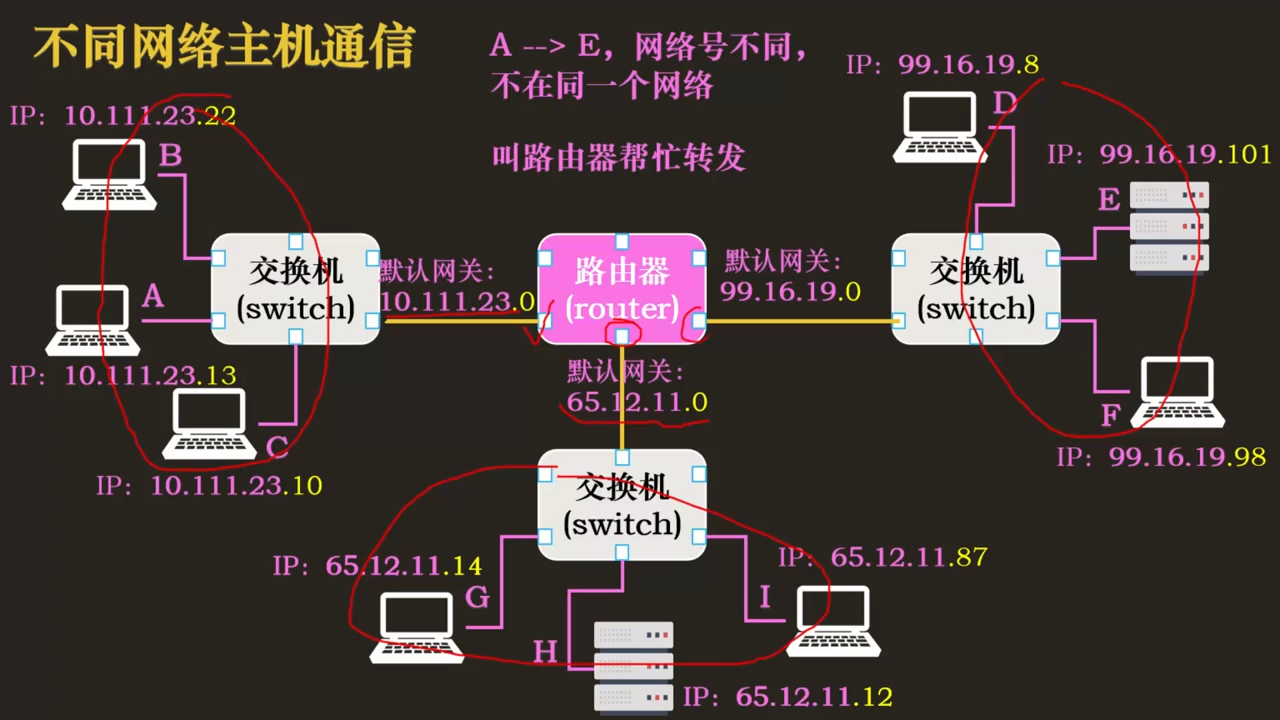 不同网络主机通信
A --> E，网络号不同，
不在同一个网络
叫路由器帮忙转发
IP: 10.111.23.22
B
A
IP: 10.111.23.13
C
IP: 10.111.23.10
交换机
(switch)
默认网关：
10.111.23.0
路由器
(router)
默认网关：
99.16.19.0
默认网关：
65.12.11.0
交换机
(switch)
IP: 99.16.19.8
D
IP: 99.16.19.101
E
F
IP: 99.16.19.98
交换机
(switch)
IP: 65.12.11.14
G
H
IP: 65.12.11.12
IP: 65.12.11.87
I